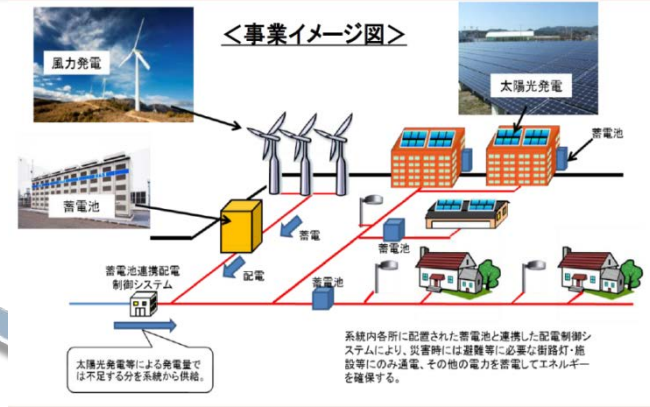 ＜事業イメージ図＞
風力発電
太陽光発電
蓄電池
蓄電池
蓄電
蓄電池
配電
蓄電池連携配電
制御システム
蓄電池
太陽光発電等による発電量で
は不足する分を系統から供給。
系統内各所に配置された蓄電池と連携した配電制御シ
ステムにより、災害時には避難等に必要な街路灯・施
設等にのみ通電、その他の電力を蓄電してエネルギー
を確保する。